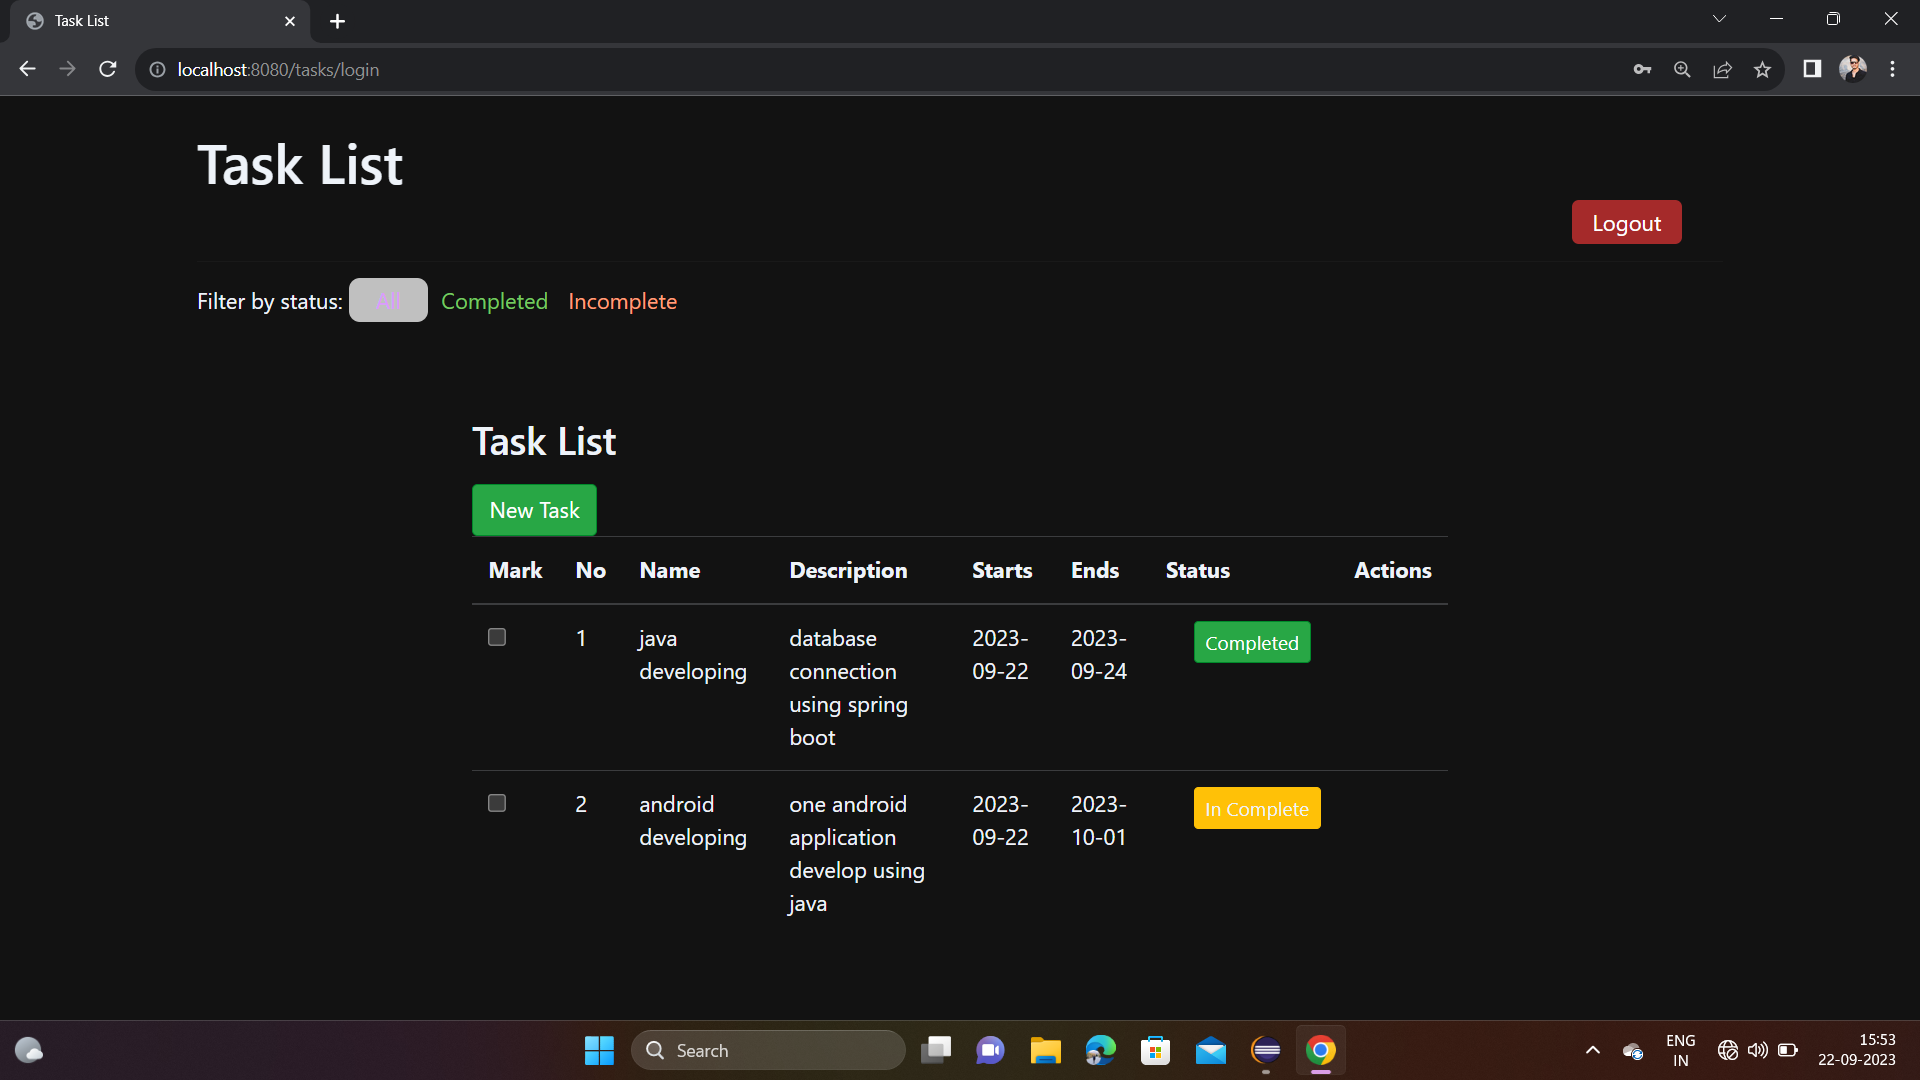 Task List
localhost:8080/tasks/login
Task List
Logout
Filter by status: All Completed Incomplete
Task List
New Task
Mark No Name Description Starts Ends Status Actions
1 java database 2023- 2023- Completed
developing connection 09-22 09-24
using spring
boot
2 android one android 2023- 2023- In Complete
developing application 09-22 10-01
develop using
java
Search
ENG 15:53
IN 22-09-2023